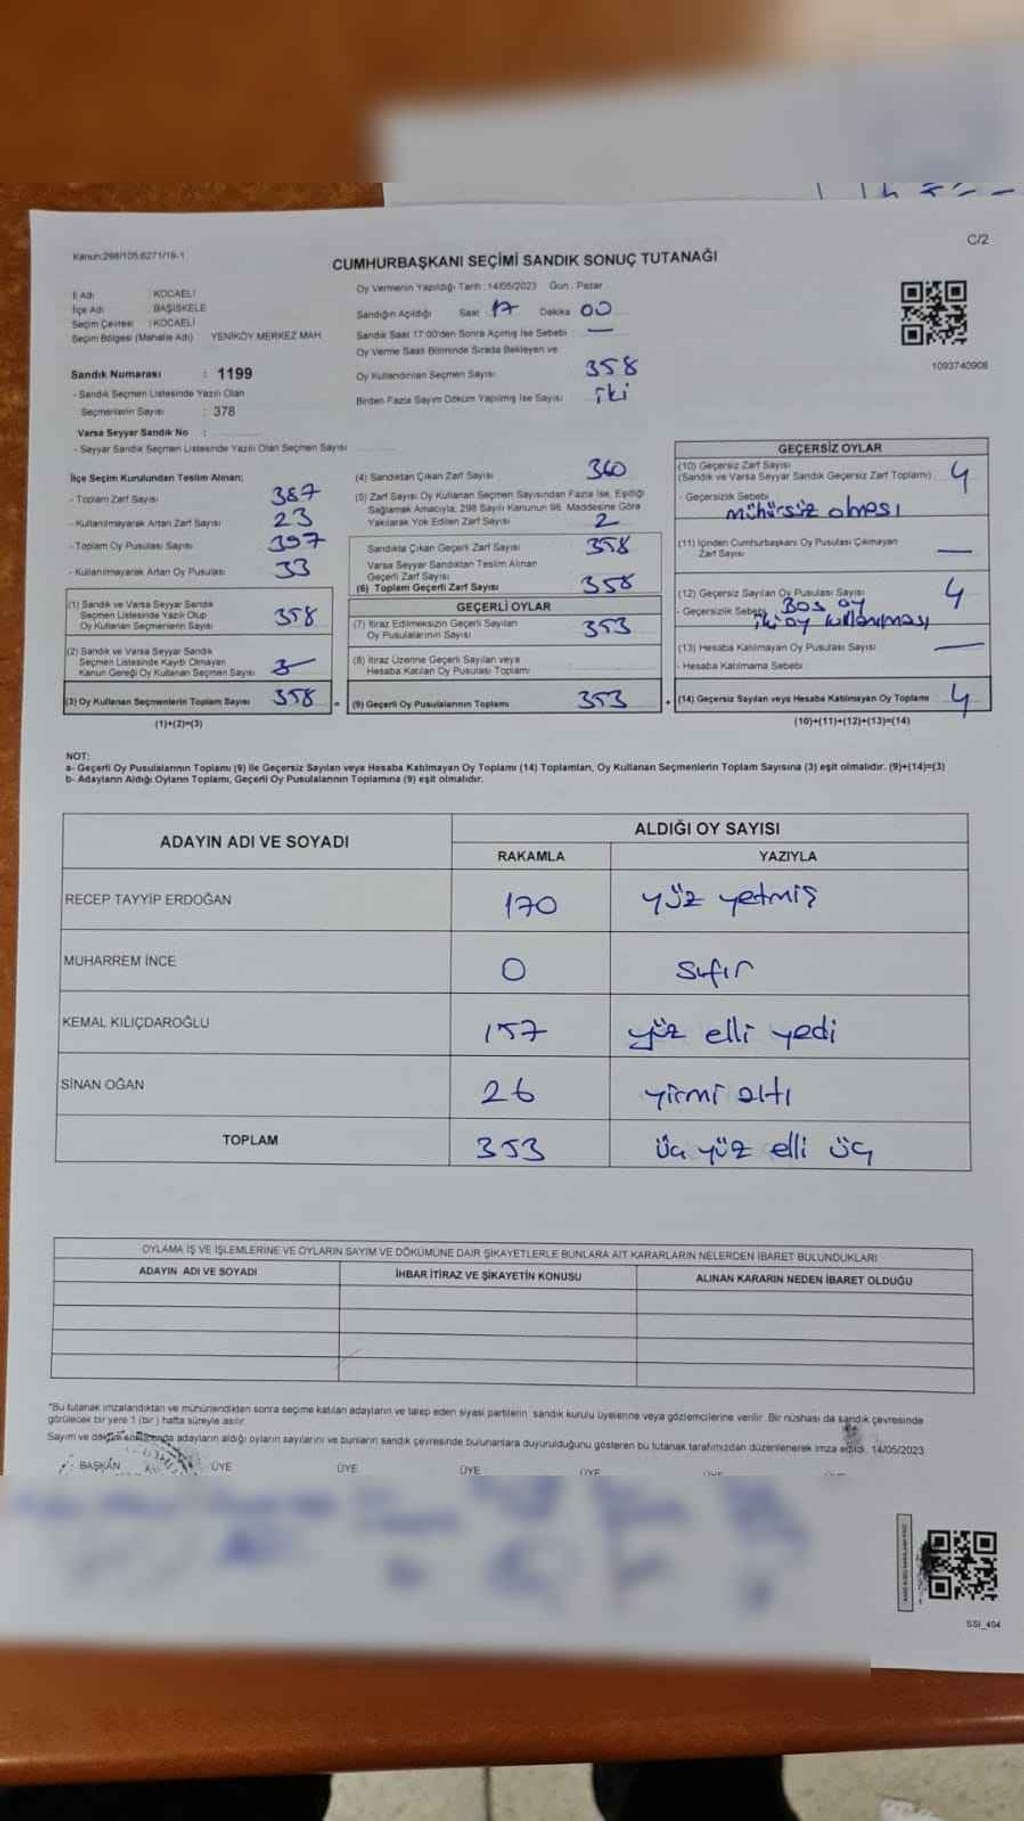 C/2
Kanun:298/105:6271/18-1
CUMHURBAŞKANI SEÇİMİ SANDIK SONUÇ TUTANAĞI
İl Adı : KOCAELİ
İlçe Adı : BAŞİSKELE
Seçim Çevresi : KOCAELİ
Seçim Bölgesi (Mahalle Adı) YENİKÖY MERKEZ MAH
Sandık Numarası : 1199
- Sandık Seçmen Listesinde Yazılı Olan
Seçmenlerin Sayısı : 378
Varsa Seyyar Sandık No :
- Seyyar Sandık Seçmen Listesinde Yazılı Olan Seçmen Sayısı
Oy Vermenin Yapıldığı Tarih : 14/05/2023 Gün : Pazar
Sandığın Açıldığı Saat 17 Dakika 00
Sandık Saat 17:00'den Sonra Açılmış İse Sebebi : —
Oy Verme Saati Bitiminde Sırada Bekleyen ve
Oy Kullandırılan Seçmen Sayısı 358
Birden Fazla Sayım Döküm Yapılmış İse Sayısı iki
1093740908
İlçe Seçim Kurulundan Teslim Alınan;
- Toplam Zarf Sayısı 387
- Kullanılmayarak Artan Zarf Sayısı 23
- Toplam Oy Pusulası Sayısı 397
- Kullanılmayarak Artan Oy Pusulası 33
(1) Sandık ve Varsa Seyyar Sandık
Seçmen Listesinde Yazılı Olup
Oy Kullanan Seçmenlerin Sayısı 358
(2) Sandık ve Varsa Seyyar Sandık
Seçmen Listesinde Kayıtlı Olmayan
Kanun Gereği Oy Kullanan Seçmen Sayısı
(3) Oy Kullanan Seçmenlerin Toplam Sayısı 358
(1)+(2)=(3)
(4) Sandıktan Çıkan Zarf Sayısı 360
(5) Zarf Sayısı Oy Kullanan Seçmen Sayısından Fazla İse, Eşitliği
Sağlamak Amacıyla; 298 Sayılı Kanunun 98. Maddesine Göre
Yakılarak Yok Edilen Zarf Sayısı 2
Sandıkta Çıkan Geçerli Zarf Sayısı 358
Varsa Seyyar Sandıktan Teslim Alınan
Geçerli Zarf Sayısı
(6) Toplam Geçerli Zarf Sayısı 358
GEÇERLİ OYLAR
(7) İtiraz Edilmeksizin Geçerli Sayılan
Oy Pusulalarının Sayısı 353
(8) İtiraz Üzerine Geçerli Sayılan veya
Hesaba Katılan Oy Pusulası Toplamı
(9) Geçerli Oy Pusulalarının Toplamı 353
GEÇERSİZ OYLAR
(10) Geçersiz Zarf Sayısı
(Sandık ve Varsa Seyyar Sandık Geçersiz Zarf Toplamı) 4
- Geçersizlik Sebebi
mühürsüz olması
(11) İçinden Cumhurbaşkanı Oy Pusulası Çıkmayan
Zarf Sayısı —
(12) Geçersiz Sayılan Oy Pusulası Sayısı 4
- Geçersizlik Sebebi Boş oy
iki oy kullanılması
(13) Hesaba Katılmayan Oy Pusulası Sayısı —
- Hesaba Katılmama Sebebi
(14) Geçersiz Sayılan veya Hesaba Katılmayan Oy Toplamı 4
(10)+(11)+(12)+(13)=(14)
NOT:
a- Geçerli Oy Pusulalarının Toplamı (9) ile Geçersiz Sayılan veya Hesaba Katılmayan Oy Toplamı (14) Toplamları, Oy Kullanan Seçmenlerin Toplam Sayısına (3) eşit olmalıdır. (9)+(14)=(3)
b- Adayların Aldığı Oyların Toplamı, Geçerli Oy Pusulalarının Toplamına (9) eşit olmalıdır.
ADAYIN ADI VE SOYADI
ALDIĞI OY SAYISI
RAKAMLA YAZIYLA
RECEP TAYYİP ERDOĞAN 170 yüz yetmiş
MUHARREM İNCE 0 sıfır
KEMAL KILIÇDAROĞLU 157 yüz elli yedi
SİNAN OĞAN 26 yirmi altı
TOPLAM 353 üç yüz elli üç
OYLAMA İŞ VE İŞLEMLERİNE VE OYLARIN SAYIM VE DÖKÜMÜNE DAİR ŞİKAYETLERLE BUNLARA AİT KARARLARIN NELERDEN İBARET BULUNDUKLARI
ADAYIN ADI VE SOYADI İHBAR İTİRAZ VE ŞİKAYETİN KONUSU ALINAN KARARIN NEDEN İBARET OLDUĞU
"Bu tutanak imzalandıktan ve mühürlendikten sonra seçime katılan adayların ve talep eden siyasi partilerin sandık kurulu üyelerine veya gözlemcilerine verilir. Bir nüshası da sandık çevresinde
görülecek bir yere 1 (bir) hafta süreyle asılır.
Sayım ve döküm sonucunda adayların aldığı oyların sayılarını ve bunların sandık çevresinde bulunanlara duyurulduğunu gösteren bu tutanak tarafımızdan düzenlenerek imza edildi. 14/05/2023
BAŞKAN ÜYE ÜYE ÜYE ÜYE
SSI_404